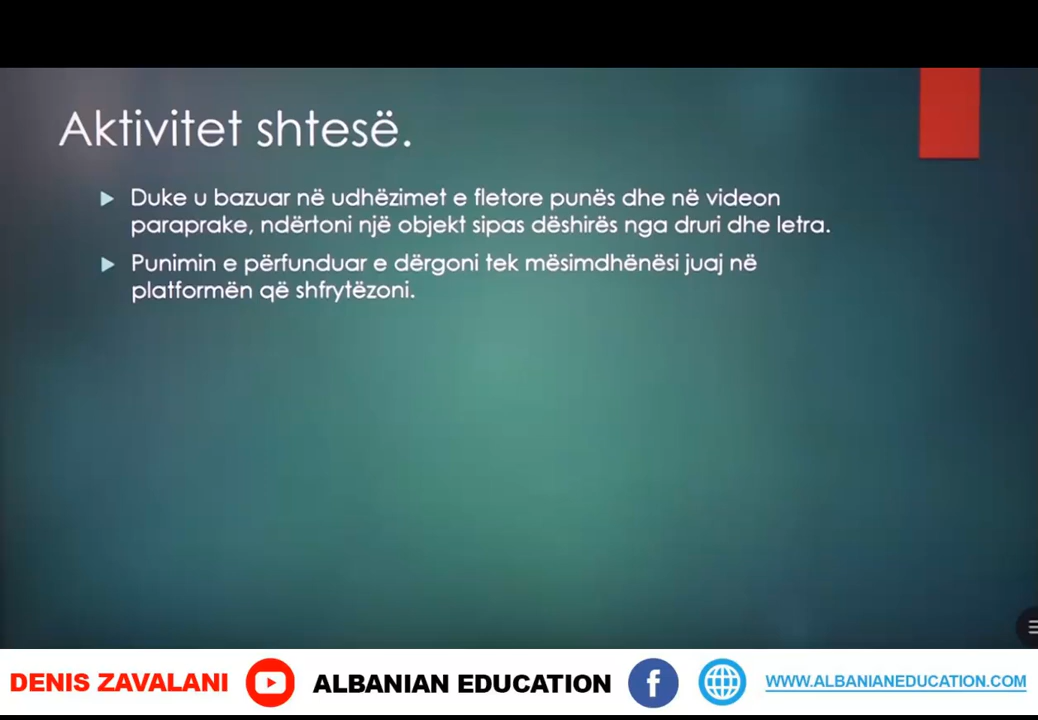 Aktivitet shtesë.
Duke u bazuar në udhëzimet e fletore punës dhe në videon
paraprake, ndërtoni një objekt sipas dëshirës nga druri dhe letra.
Punimin e përfunduar e dërgoni tek mësimdhënësi juaj në
platformën që shfrytëzoni.
DENIS ZAVALANI ALBANIAN EDUCATION WWW.ALBANIANEDUCATION.COM